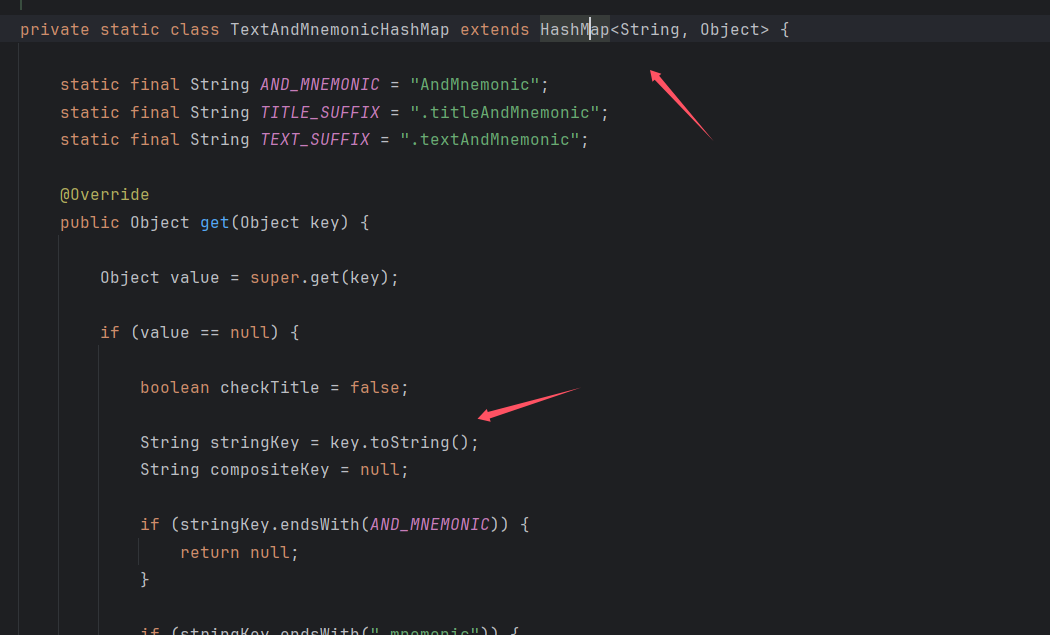 private static class TextAndMnemonicHashMap extends HashMap<String, Object> {
static final String AND_MNEMONIC = "AndMnemonic";
static final String TITLE_SUFFIX = ".titleAndMnemonic";
static final String TEXT_SUFFIX = ".textAndMnemonic";
@Override
public Object get(Object key) {
Object value = super.get(key);
if (value == null) {
boolean checkTitle = false;
String stringKey = key.toString();
String compositeKey = null;
if (stringKey.endsWith(AND_MNEMONIC)) {
return null;
}
if (stringKey.endsWith(".mnemonic")) {